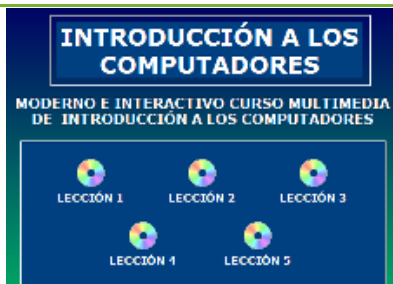 INTRODUCCIÓN A LOS
COMPUTADORES
MODERNO E INTERACTIVO CURSO MULTIMEDIA
DE INTRODUCCIÓN A LOS COMPUTADORES
LECCIÓN 1 LECCIÓN 2 LECCIÓN 3
LECCIÓN 4 LECCIÓN 5